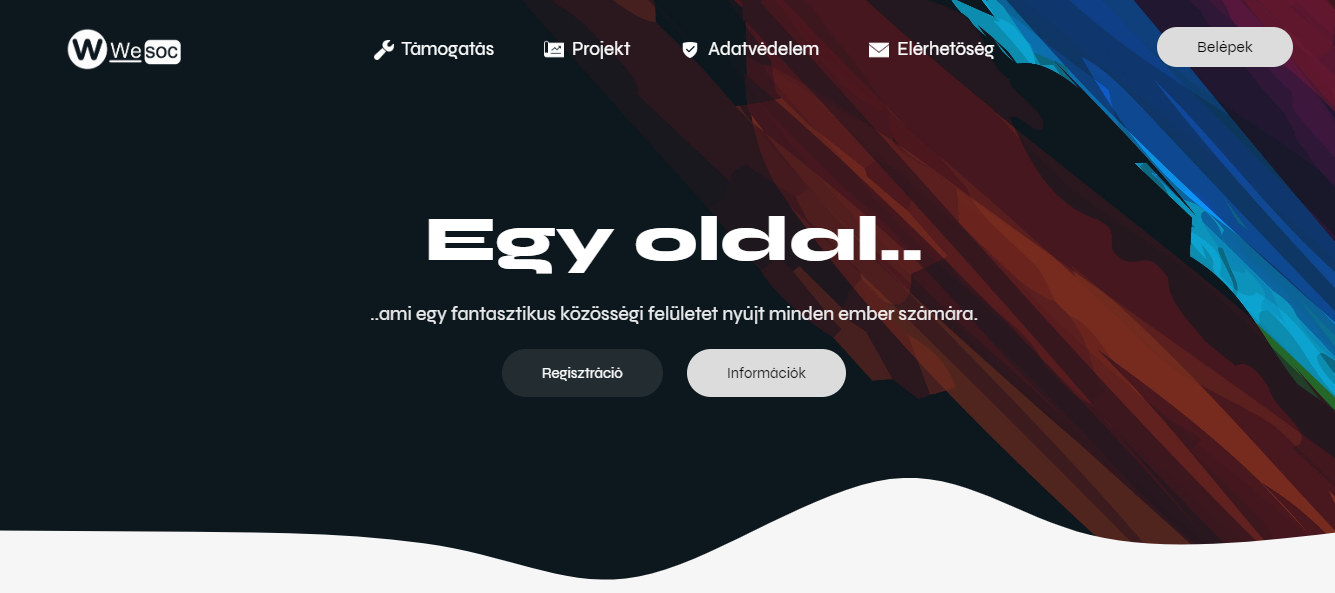 W We soc
Támogatás Projekt Adatvédelem Elérhetőség Belépek
Egy oldal..
..ami egy fantasztikus közösségi felületet nyújt minden ember számára.
Regisztráció Információk